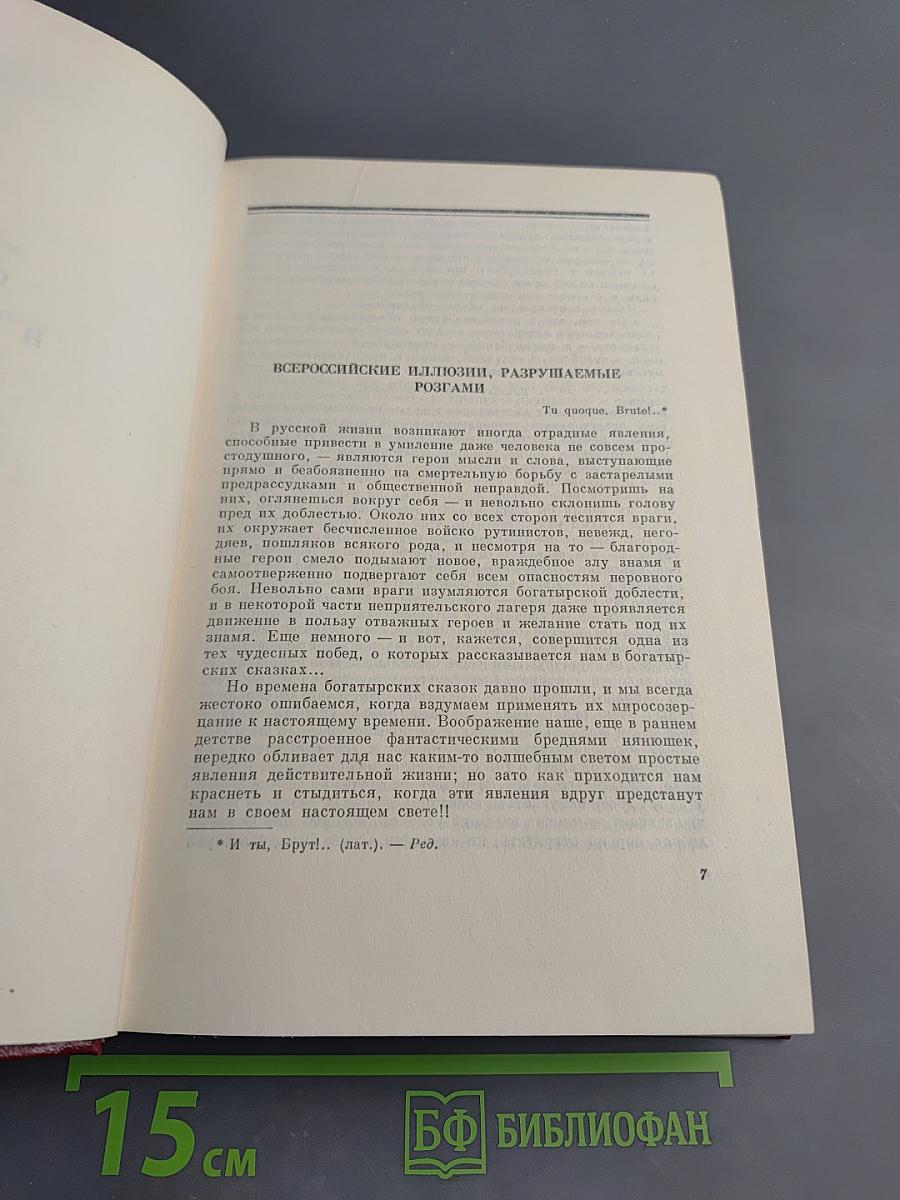 ВСЕРОССИЙСКИЕ ИЛЛЮЗИИ, РАЗРУШАЕМЫЕ
РОЗГАМИ
Tu quoque, Brute!..*
В русской жизни возникают иногда отрадные явления,
способные привести в умиление даже человека не совсем про-
стодушного, — являются герои мысли и слова, выступающие
прямо и безбоязненно на смертельную борьбу с застарелыми
предрассудками и общественной неправдой. Посмотришь на
них, оглянешься вокруг себя — и невольно склонишь голову
пред их доблестью. Около них со всех сторон теснятся враги,
их окружает бесчисленное войско рутинистов, невежд, него-
дяев, пошляков всякого рода, и несмотря на то — благород-
ные герои смело подымают новое, враждебное злу знамя и
самоотверженно подвергают себя всем опасностям неровного
боя. Невольно сами враги изумляются богатырской доблести,
и в некоторой части неприятельского лагеря даже проявляется
движение в пользу отважных героев и желание стать под их
знамя. Еще немного — и вот, кажется, совершится одна из
тех чудесных побед, о которых рассказывается нам в богатыр-
ских сказках...
Но времена богатырских сказок давно прошли, и мы всегда
жестоко ошибаемся, когда вздумаем применять их миросозер-
цание к настоящему времени. Воображение наше, еще в раннем
детстве расстроенное фантастическими бреднями нянюшек,
нередко обливает для нас каким-то волшебным светом простые
явления действительной жизни; но зато как приходится нам
краснеть и стыдиться, когда эти явления вдруг предстанут
нам в своем настоящем свете!!
* И ты, Брут!.. (лат.). — Ред.
7
15 см
БФ БИБЛИОФАН